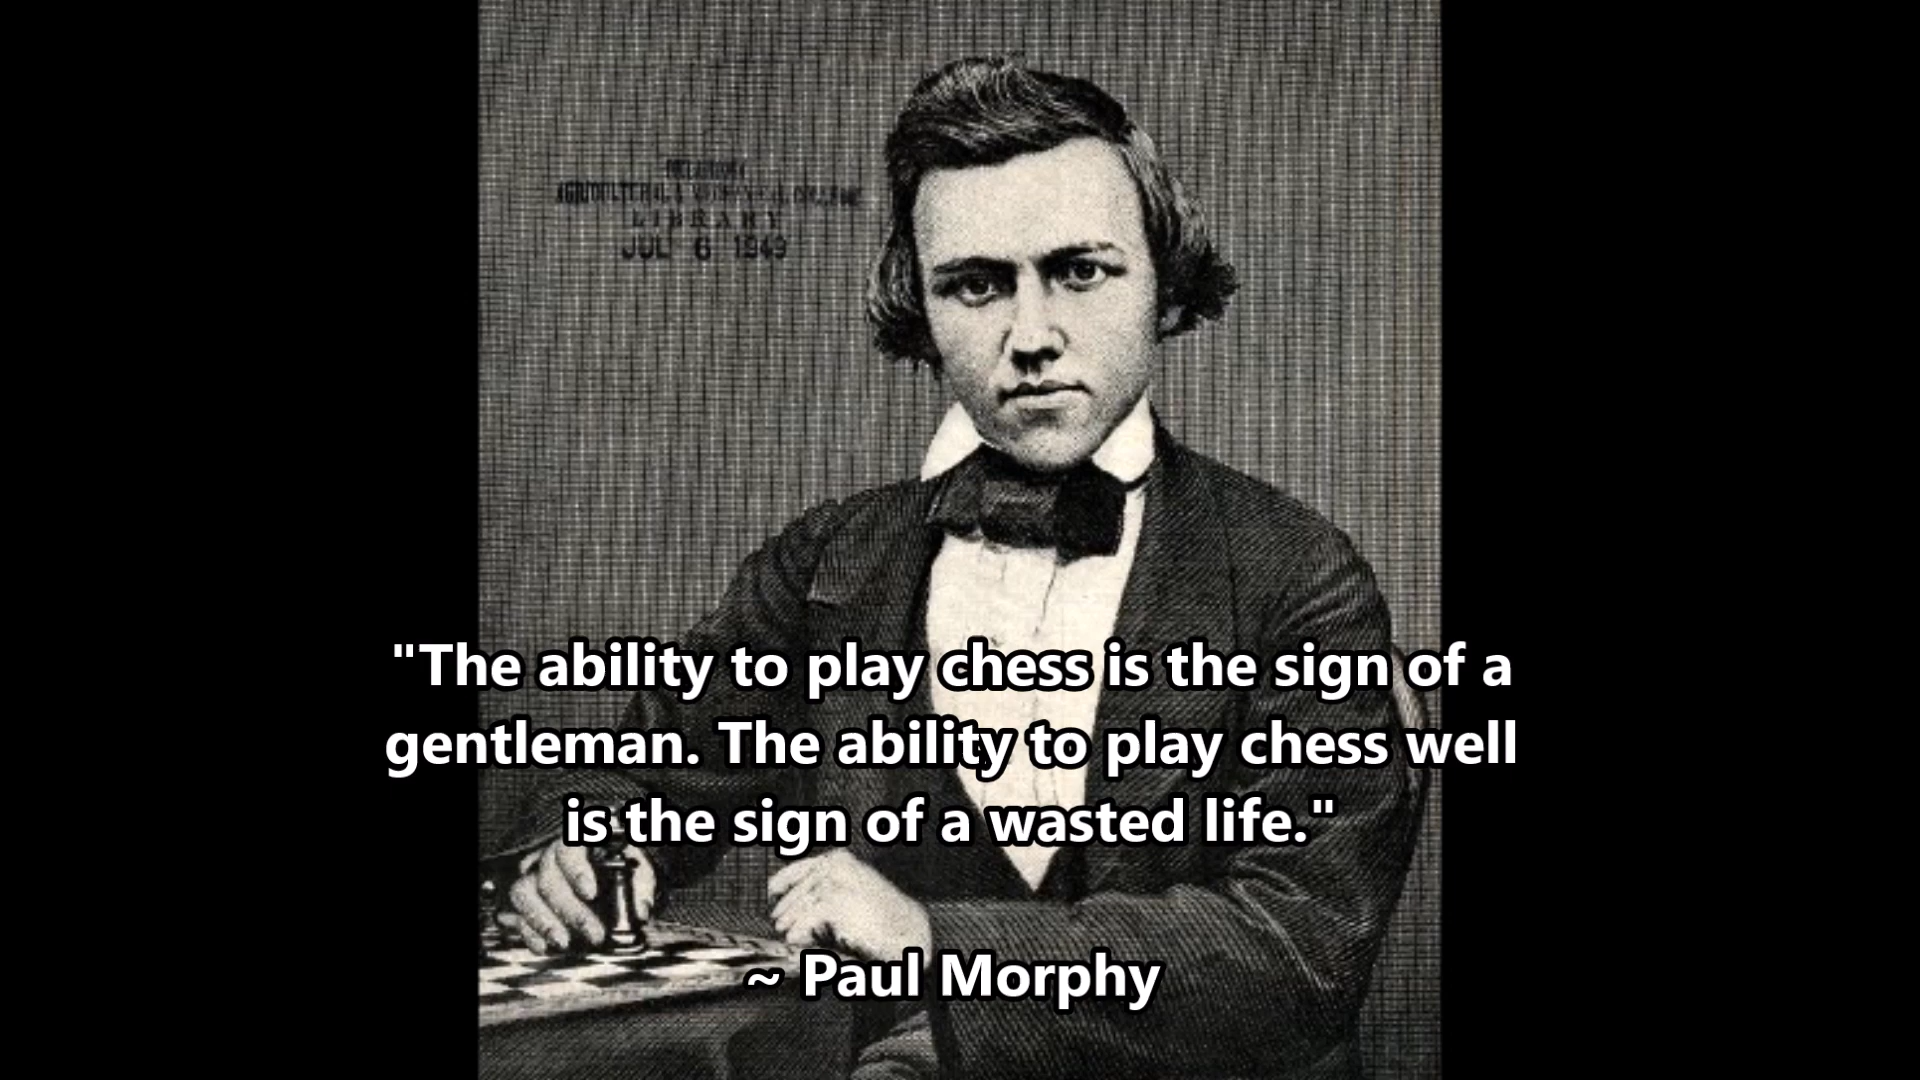 LIBRARY
JUL 6 1949
"The ability to play chess is the sign of a
gentleman. The ability to play chess well
is the sign of a wasted life."
~ Paul Morphy